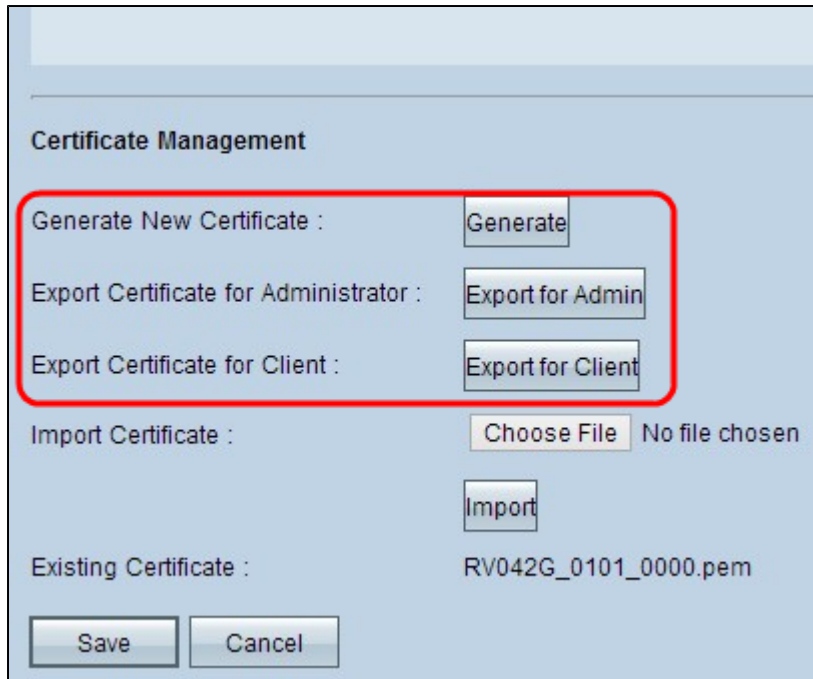 Certificate Management
Generate New Certificate : Generate
Export Certificate for Administrator : Export for Admin
Export Certificate for Client : Export for Client
Import Certificate : Choose File No file chosen
Import
Existing Certificate : RV042G_0101_0000.pem
Save Cancel